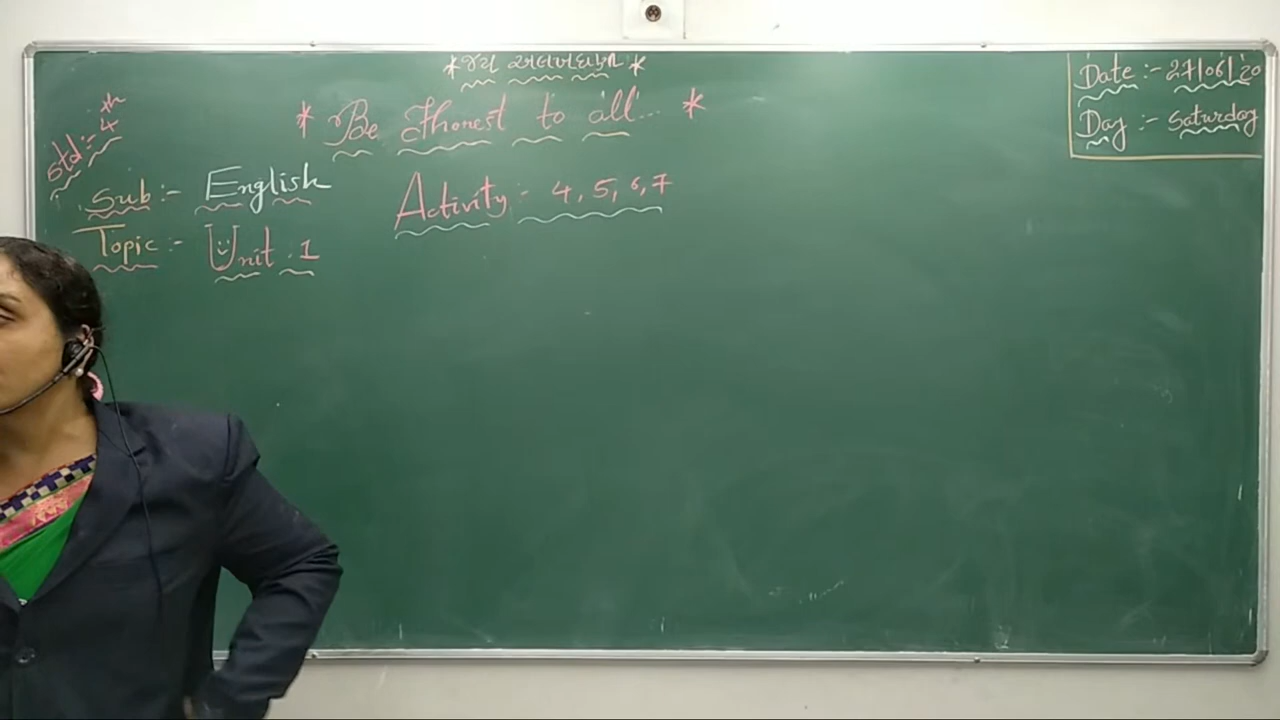 * જય સ્વામિનારાયણ *
* Be Honest to all... *
Date :- 27/06/20
Day :- Saturday
Std :- 4th
Sub :- English
Topic :- Unit . 1
Activity :- 4, 5, 6, 7